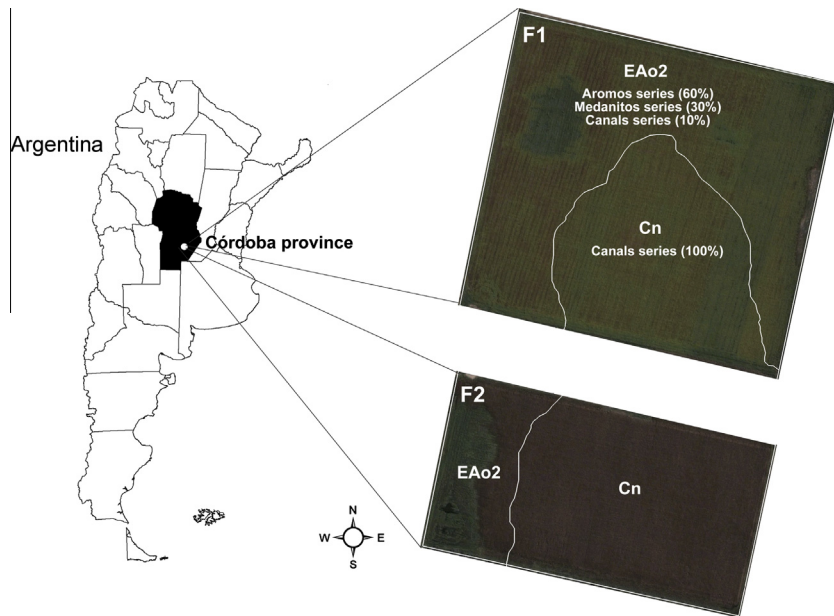 Argentina
Córdoba province
F1
EAo2
Aromos series (60%)
Medanitos series (30%)
Canals series (10%)
Cn
Canals series (100%)
F2
EAo2
Cn
N
W E
S